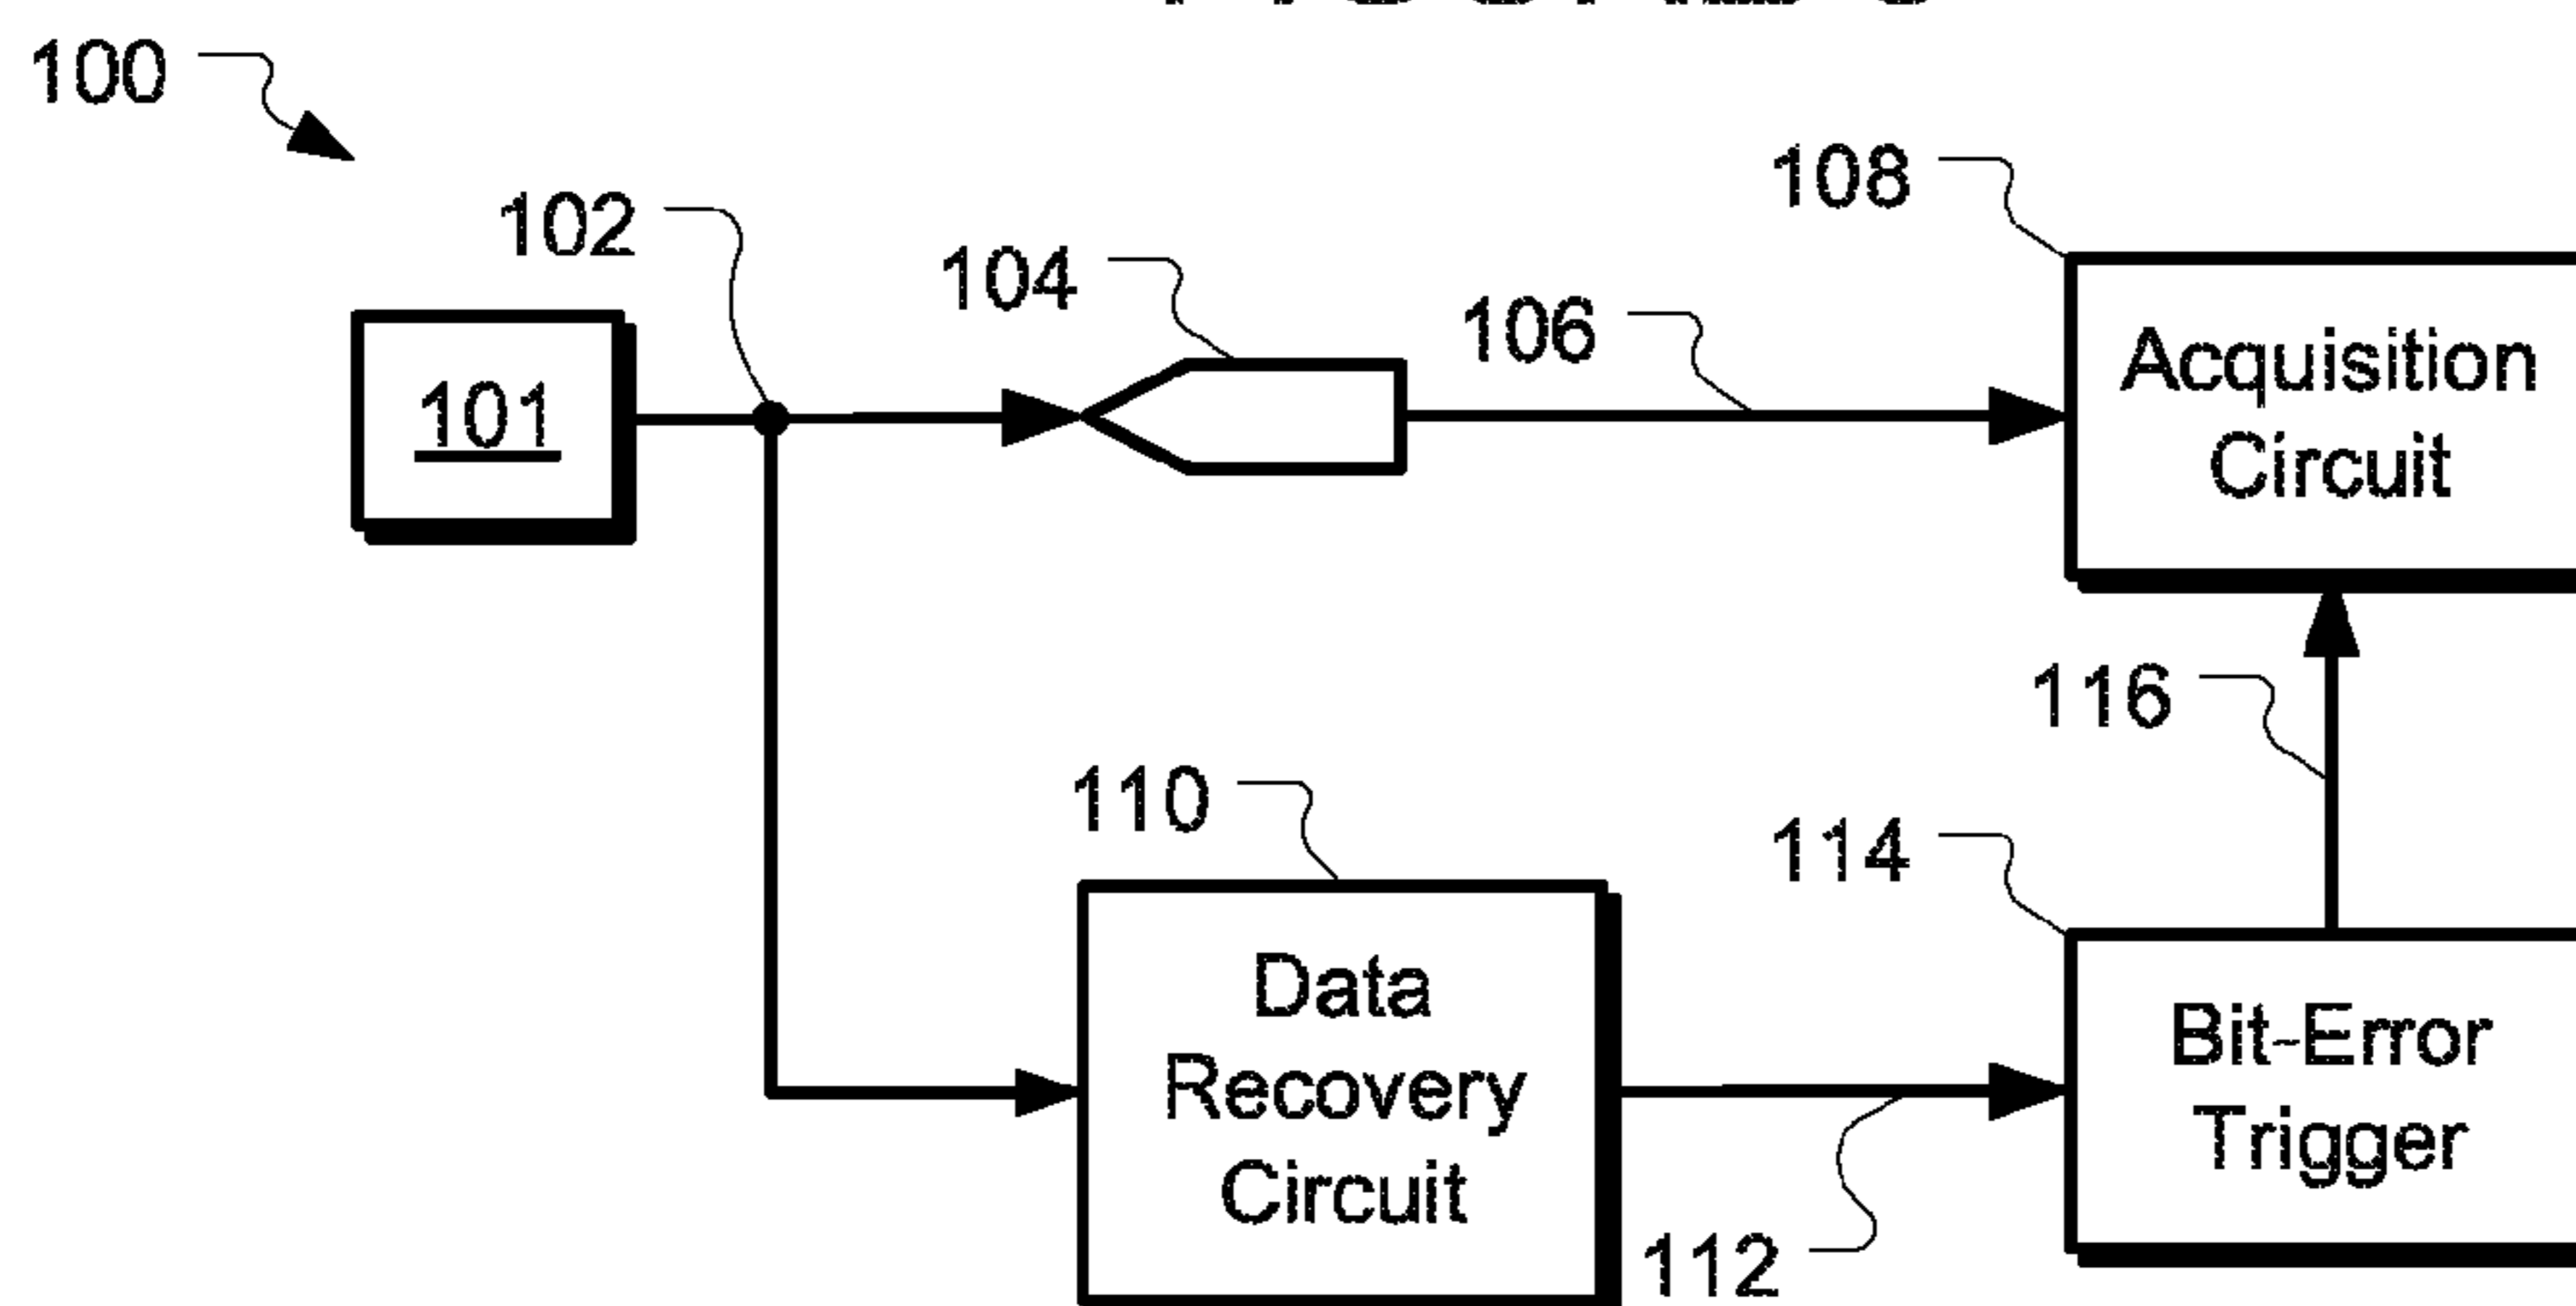 100
102
104
106
108
101
Acquisition
Circuit
116
110
114
Data
Recovery
Circuit
Bit-Error
Trigger
112